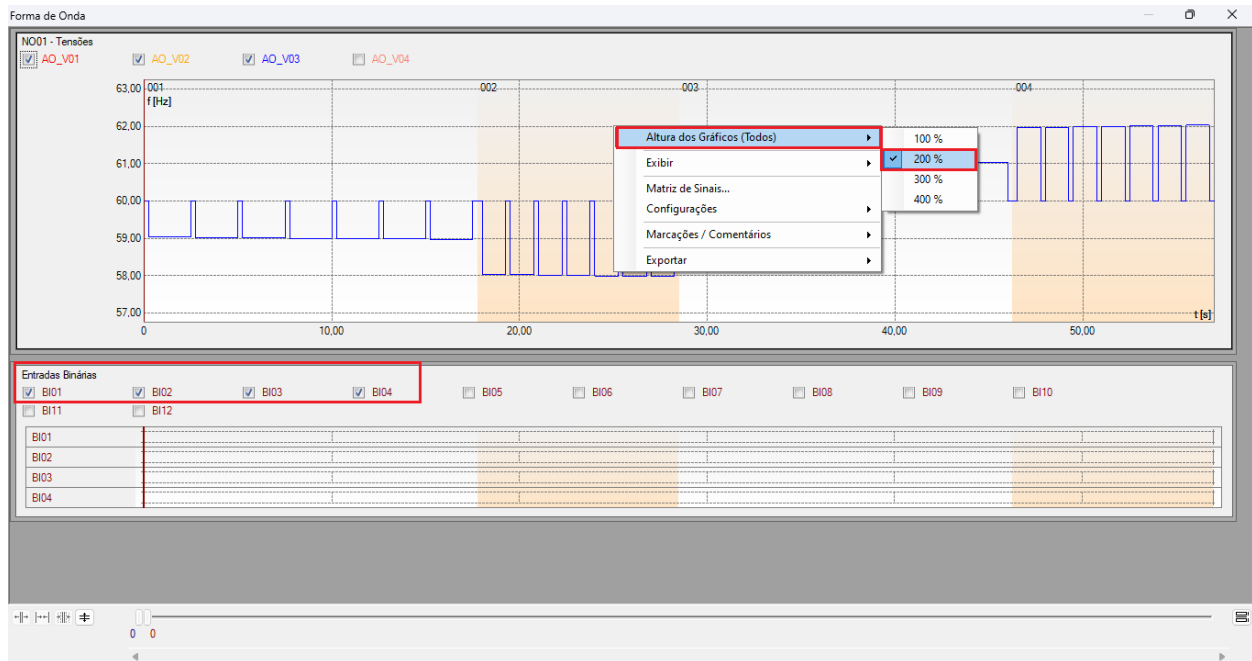 Forma de Onda
NO01 - Tensões
AO_V01 AO_V02 AO_V03 AO_V04
63,00 001 002 003 004
f [Hz]
62,00
61,00
60,00
59,00
58,00
57,00
t [s]
0 10,00 20,00 30,00 40,00 50,00
Altura dos Gráficos (Todos)
Exibir
Matriz de Sinais...
Configurações
Marcações / Comentários
Exportar
100 %
200 %
300 %
400 %
Entradas Binárias
BI01 BI02 BI03 BI04 BI05 BI06 BI07 BI08 BI09 BI10
BI11 BI12
BI01
BI02
BI03
BI04
0 0